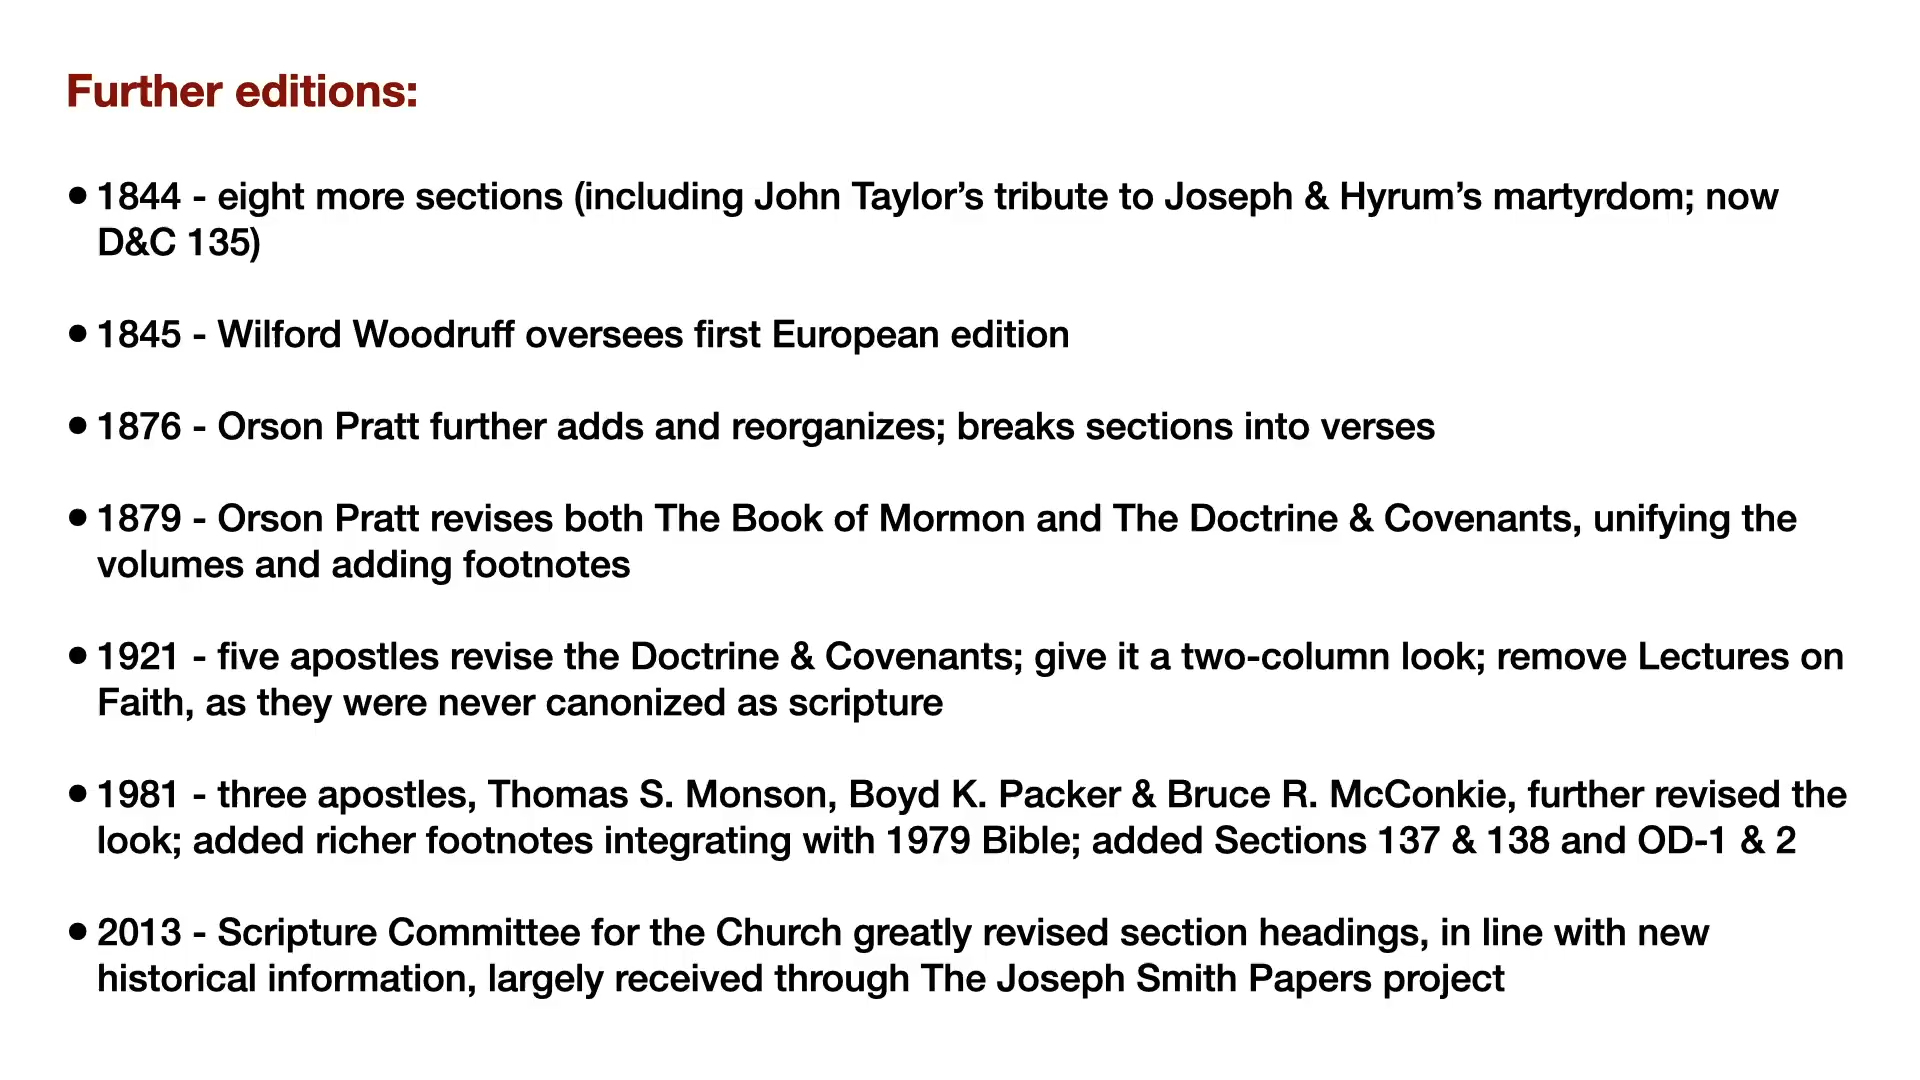 Further editions:
• 1844 - eight more sections (including John Taylor’s tribute to Joseph & Hyrum’s martyrdom; now
D&C 135)
• 1845 - Wilford Woodruff oversees first European edition
• 1876 - Orson Pratt further adds and reorganizes; breaks sections into verses
• 1879 - Orson Pratt revises both The Book of Mormon and The Doctrine & Covenants, unifying the
volumes and adding footnotes
• 1921 - five apostles revise the Doctrine & Covenants; give it a two-column look; remove Lectures on
Faith, as they were never canonized as scripture
• 1981 - three apostles, Thomas S. Monson, Boyd K. Packer & Bruce R. McConkie, further revised the
look; added richer footnotes integrating with 1979 Bible; added Sections 137 & 138 and OD-1 & 2
• 2013 - Scripture Committee for the Church greatly revised section headings, in line with new
historical information, largely received through The Joseph Smith Papers project